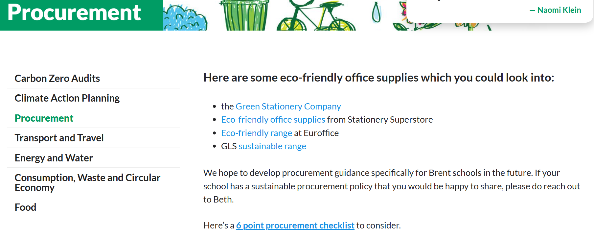 Procurement
-- Naomi Klein
Carbon Zero Audits
Climate Action Planning
Procurement
Transport and Travel
Energy and Water
Consumption, Waste and Circular
Economy
Food
Here are some eco-friendly office supplies which you could look into:
the Green Stationery Company
Eco-friendly office supplies from Stationery Superstore
Eco-friendly range at Euroffice
GLS sustainable range
We hope to develop procurement guidance specifically for Brent schools in the future. If your
school has a sustainable procurement policy that you would be happy to share, please do reach out
to Beth.
Here's a 6 point procurement checklist to consider.